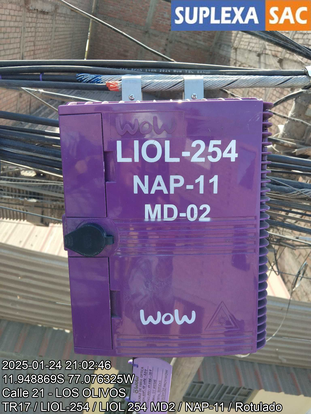 SUPLEXA SAC
wow
LIOL-254
NAP-11
MD-02
wow
2025-01-24 21:02:46
11.948869S 77.076325W
Calle 21 - LOS OLIVOS,
TR17 / LIOL-254 / LIOL 254 MD2 / NAP-11 / Rotulado